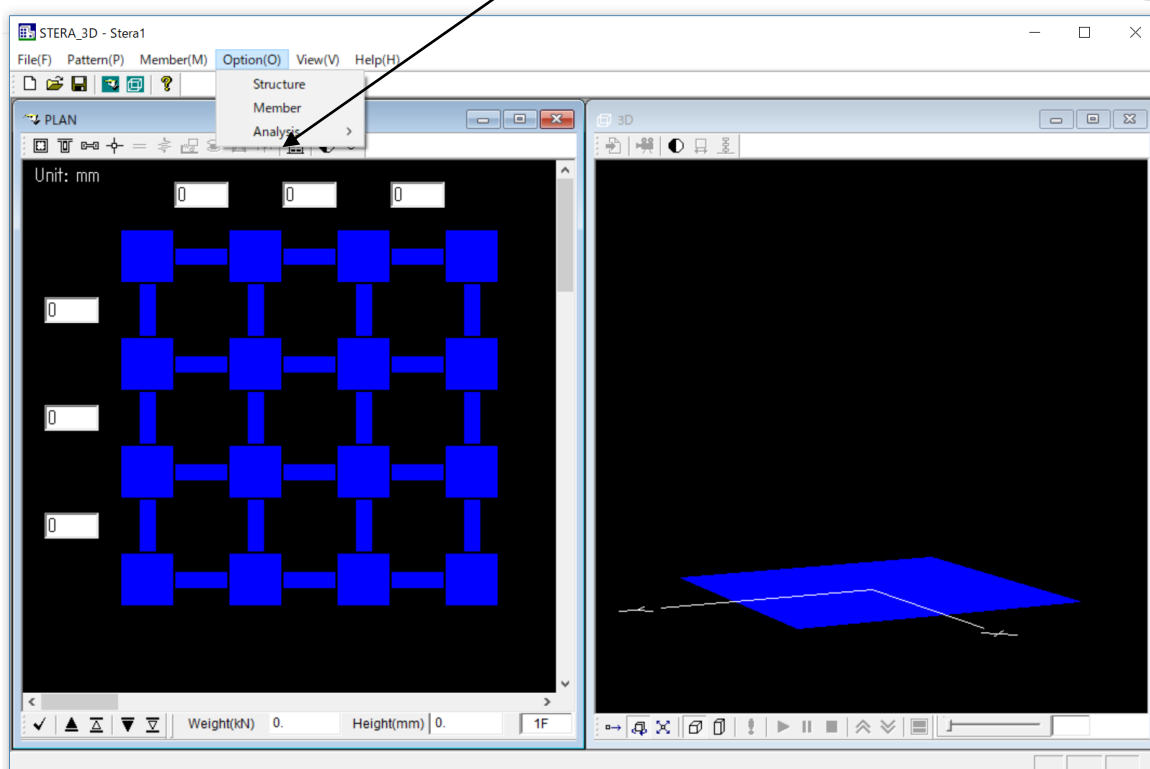 STERA_3D - Stera1
File(F) Pattern(P) Member(M) Option(O) View(V) Help(H)
Structure
Member
Analysis
PLAN
3D
Unit: mm
0 0 0
0
0
0
Weight(kN) 0. Height(mm) 0. 1F